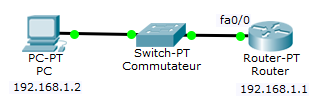 fa0/0
PC-PT
PC
192.168.1.2
Switch-PT
Commutateur
Router-PT
Router
192.168.1.1